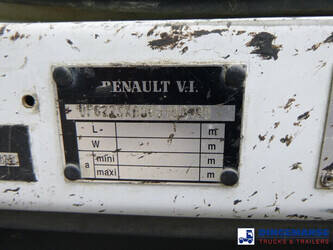 RENAULT V.I.
L- m
W m
a mini m
maxi m
TRUCKS & TRAILERS